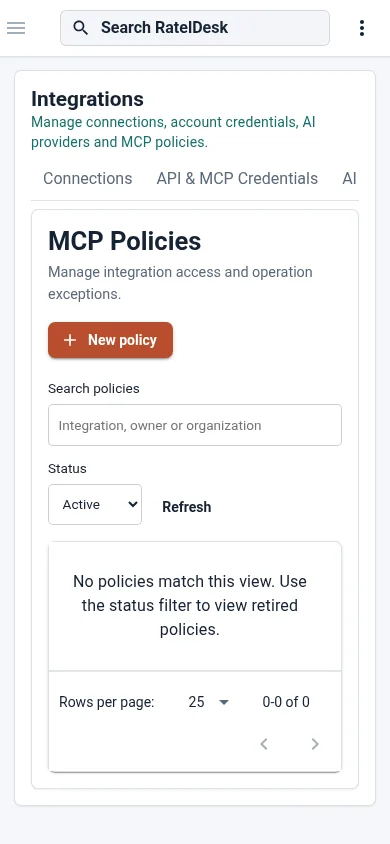 Search RatelDesk
Integrations
Manage connections, account credentials, AI
providers and MCP policies.
Connections API & MCP Credentials AI
MCP Policies
Manage integration access and operation
exceptions.
New policy
Search policies
Integration, owner or organization
Status
Active Refresh
No policies match this view. Use
the status filter to view retired
policies.
Rows per page: 25 0-0 of 0